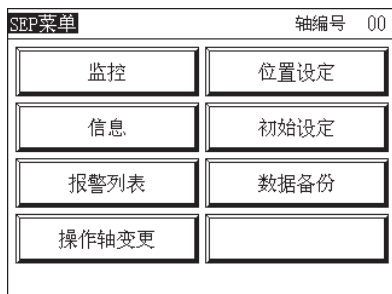 SEP菜单 轴编号 00
监控 位置设定
信息 初始设定
报警列表 数据备份
操作轴变更